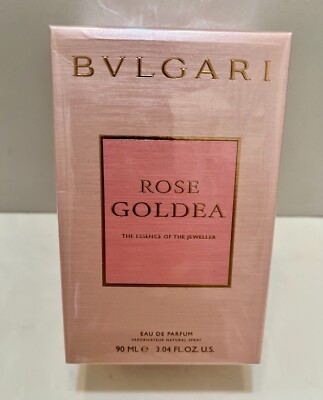 BVLGARI
ROSE
GOLDEA
THE ESSENCE OF THE JEWELLER
EAU DE PARFUM
VAPORISATEUR NATURAL SPRAY
90 ML ℮ 3.04 FL.OZ. U.S.